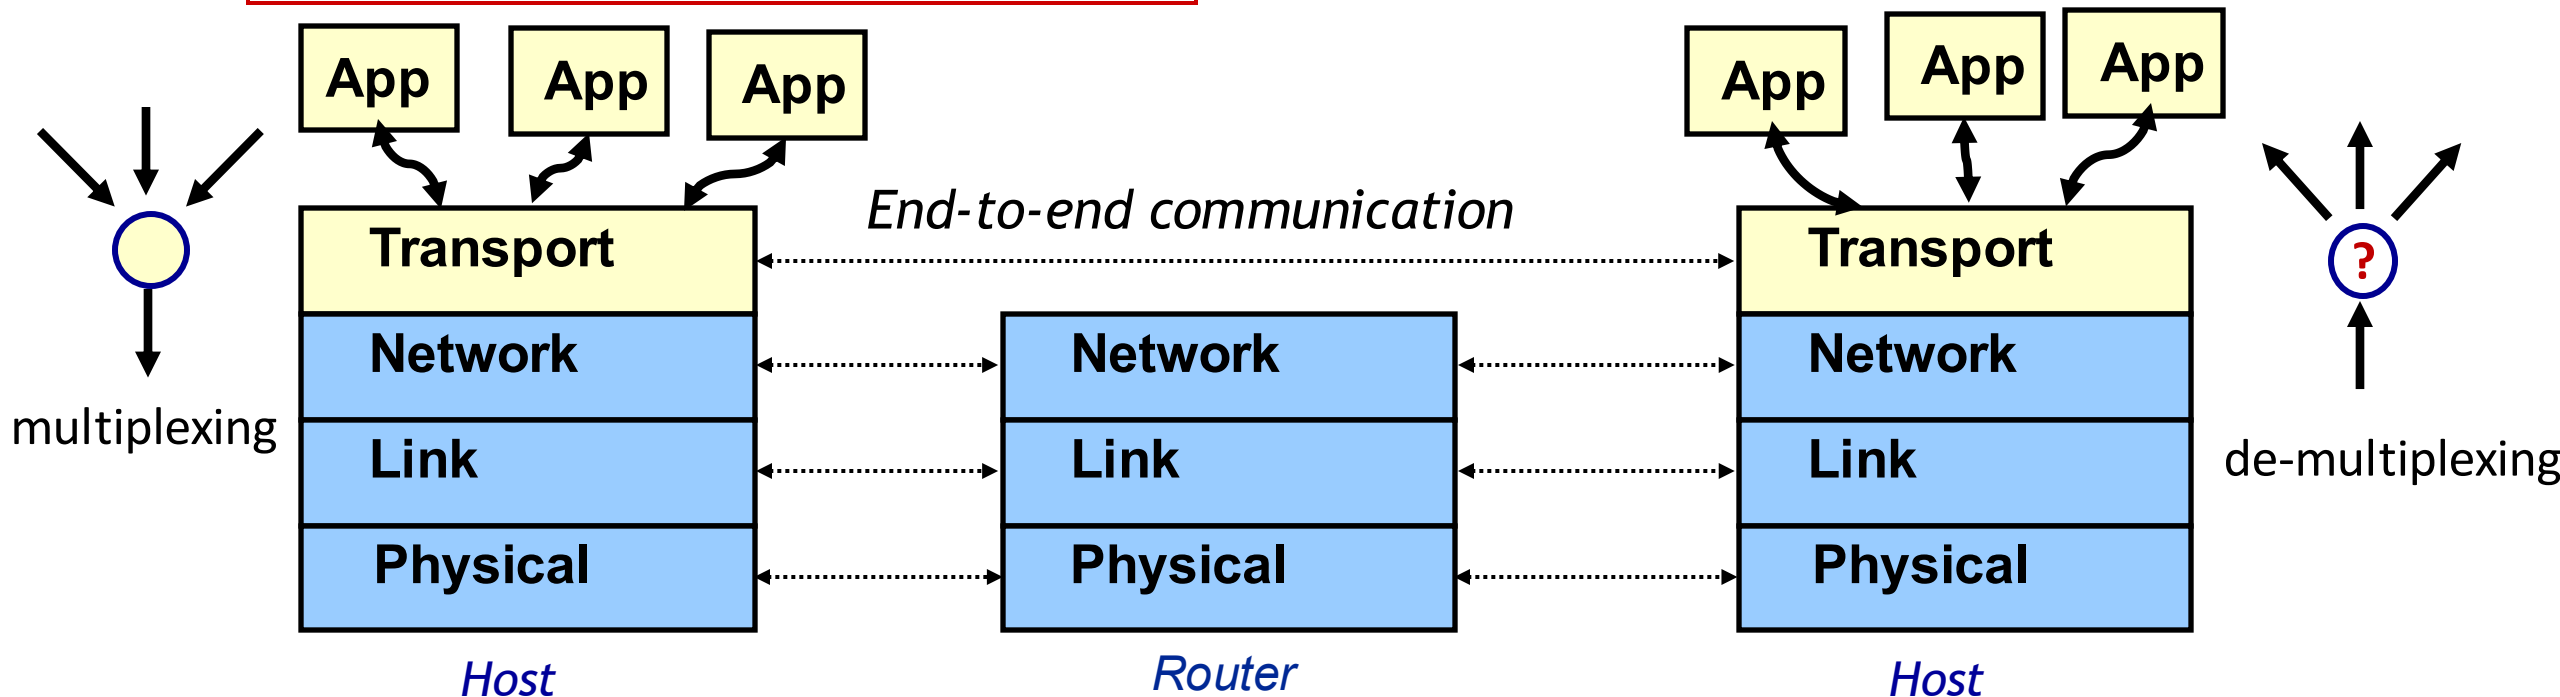 App
App
App
App
App
App
End-to-end communication
Transport
Transport
?
Network
Network
Network
multiplexing
de-multiplexing
Link
Link
Link
Physical
Physical
Physical
Host
Router
Host